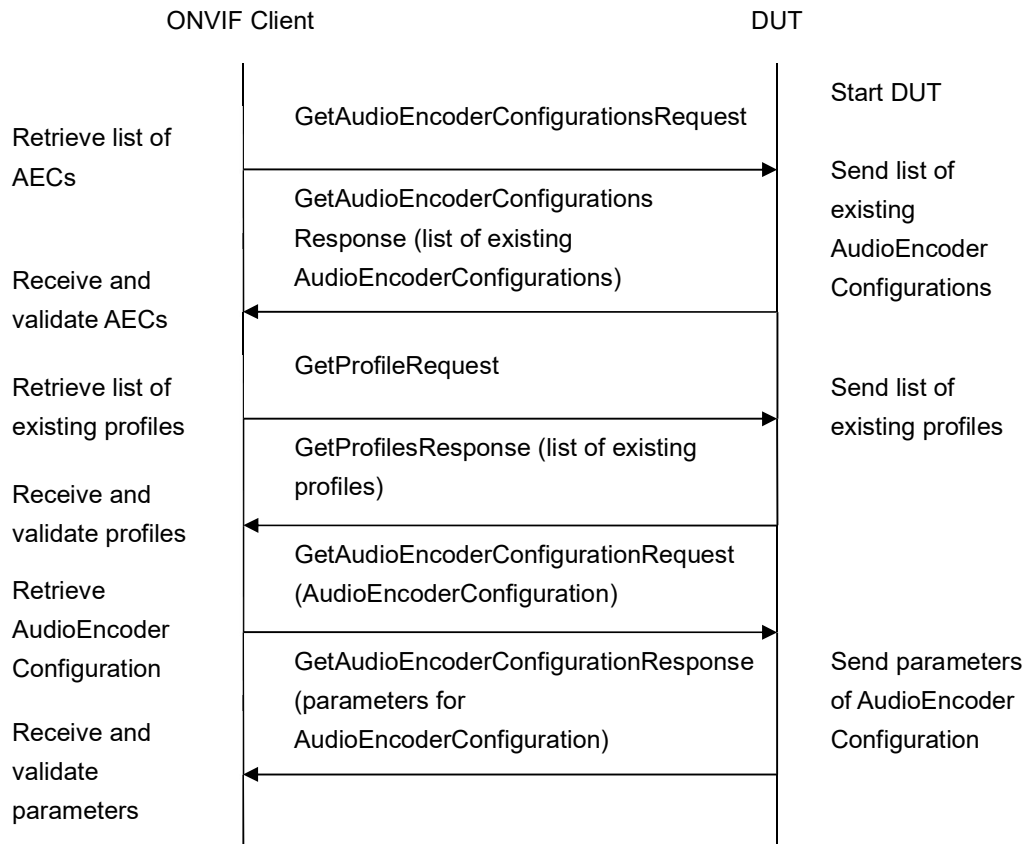 ONVIF Client
DUT
Start DUT
GetAudioEncoderConfigurationsRequest
Retrieve list of
AECs
Send list of
existing
AudioEncoder
Configurations
GetAudioEncoderConfigurations
Response (list of existing
AudioEncoderConfigurations)
Receive and
validate AECs
GetProfileRequest
Retrieve list of
existing profiles
Send list of
existing profiles
GetProfilesResponse (list of existing
profiles)
Receive and
validate profiles
GetAudioEncoderConfigurationRequest
(AudioEncoderConfiguration)
Retrieve
AudioEncoder
Configuration
GetAudioEncoderConfigurationResponse
(parameters for
AudioEncoderConfiguration)
Send parameters
of AudioEncoder
Configuration
Receive and
validate
parameters